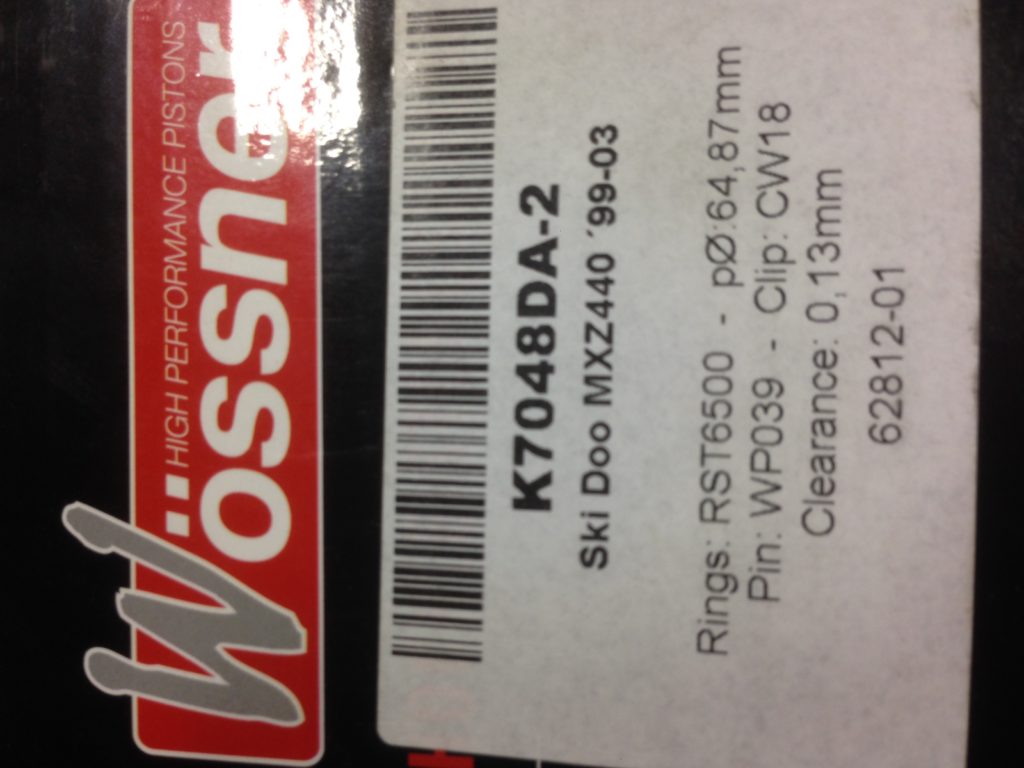 HIGH PERFORMANCE PISTONS
Wössner
K7048DA-2
Ski Doo MXZ440 ´99-03
Rings: RST6500 - pØ:64,87mm
Pin: WP039 - Clip: CW18
Clearance: 0,13mm
62812-01